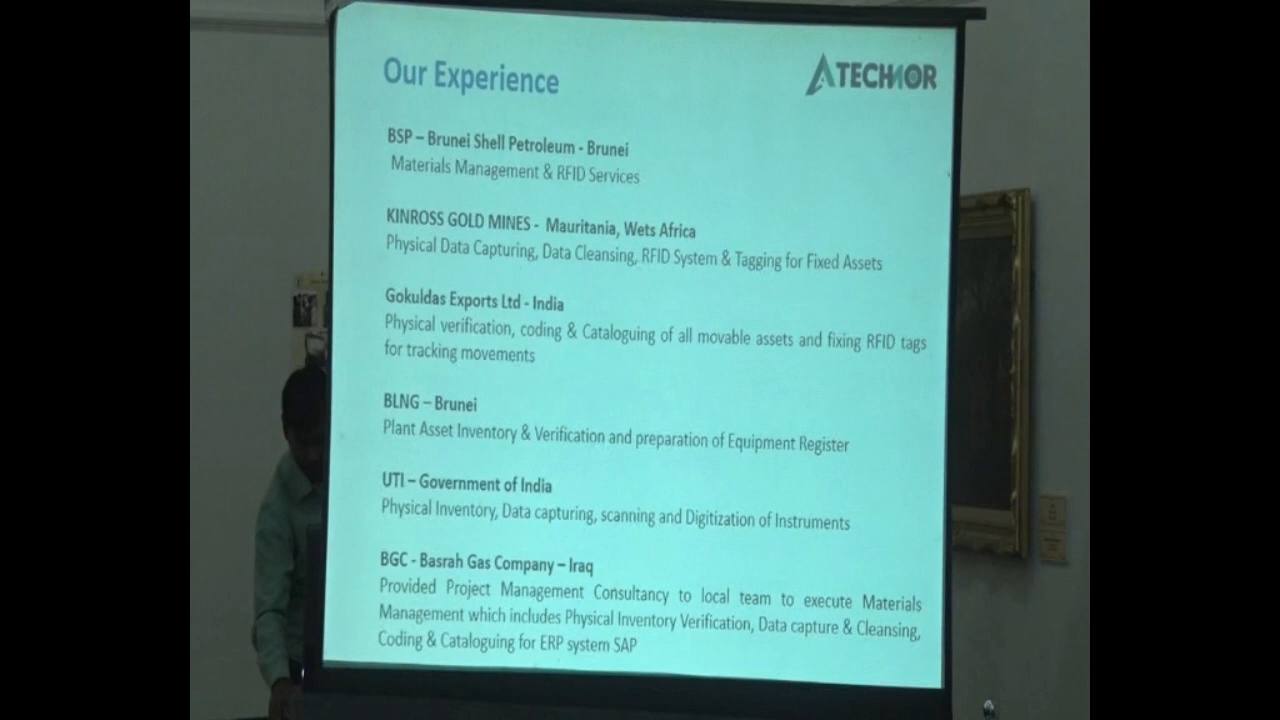 Our Experience
ATECHNOR
BSP – Brunei Shell Petroleum - Brunei
Materials Management & RFID Services
KINROSS GOLD MINES - Mauritania, Wets Africa
Physical Data Capturing, Data Cleansing, RFID System & Tagging for Fixed Assets
Gokuldas Exports Ltd - India
Physical verification, coding & Cataloguing of all movable assets and fixing RFID tags
for tracking movements
BLNG – Brunei
Plant Asset Inventory & Verification and preparation of Equipment Register
UTI – Government of India
Physical Inventory, Data capturing, scanning and Digitization of Instruments
BGC - Basrah Gas Company – Iraq
Provided Project Management Consultancy to local team to execute Materials
Management which includes Physical Inventory Verification, Data capture & Cleansing,
Coding & Cataloguing for ERP system SAP